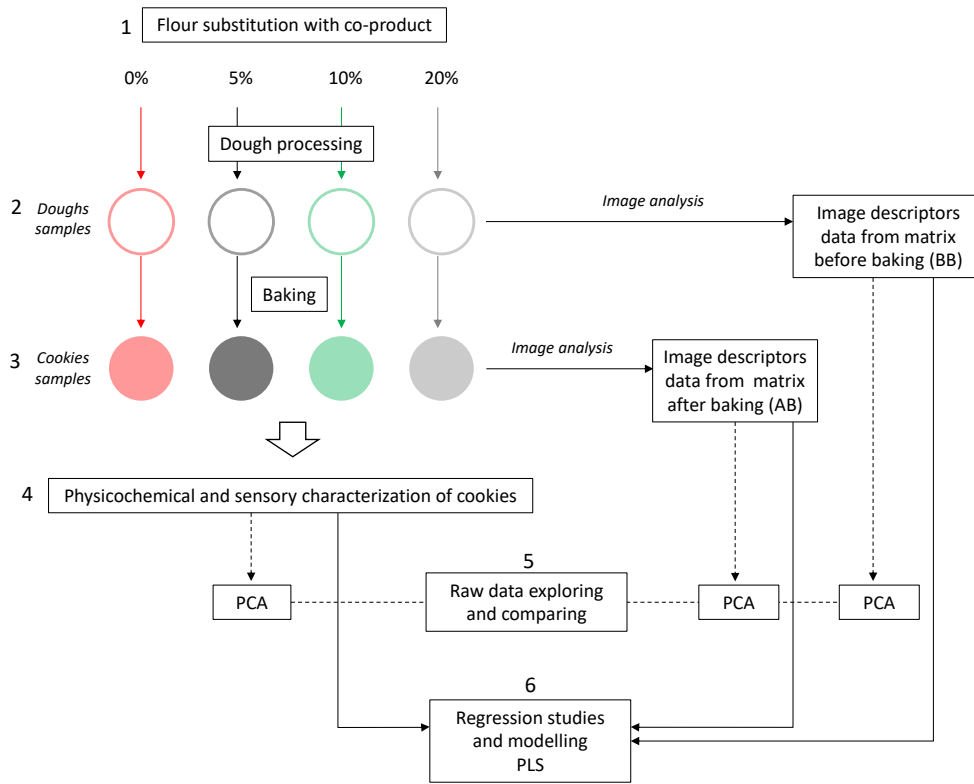 1 Flour substitution with co-product
0% 5% 10% 20%
Dough processing
2 Doughs
samples
Image analysis
Image descriptors
data from matrix
before baking (BB)
Baking
3 Cookies
samples
Image analysis
Image descriptors
data from matrix
after baking (AB)
4 Physicochemical and sensory characterization of cookies
5
PCA
Raw data exploring
and comparing
PCA
PCA
6
Regression studies
and modelling
PLS